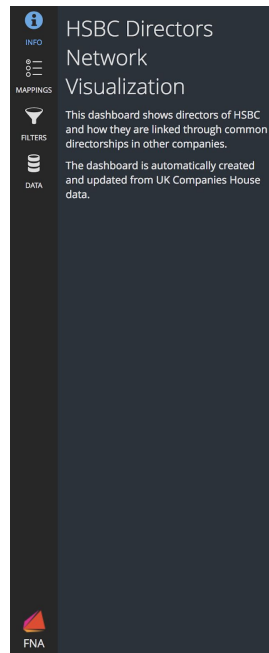 INFO
MAPPINGS
FILTERS
DATA
HSBC Directors
Network
Visualization
This dashboard shows directors of HSBC
and how they are linked through common
directorships in other companies.
The dashboard is automatically created
and updated from UK Companies House
data.
FNA